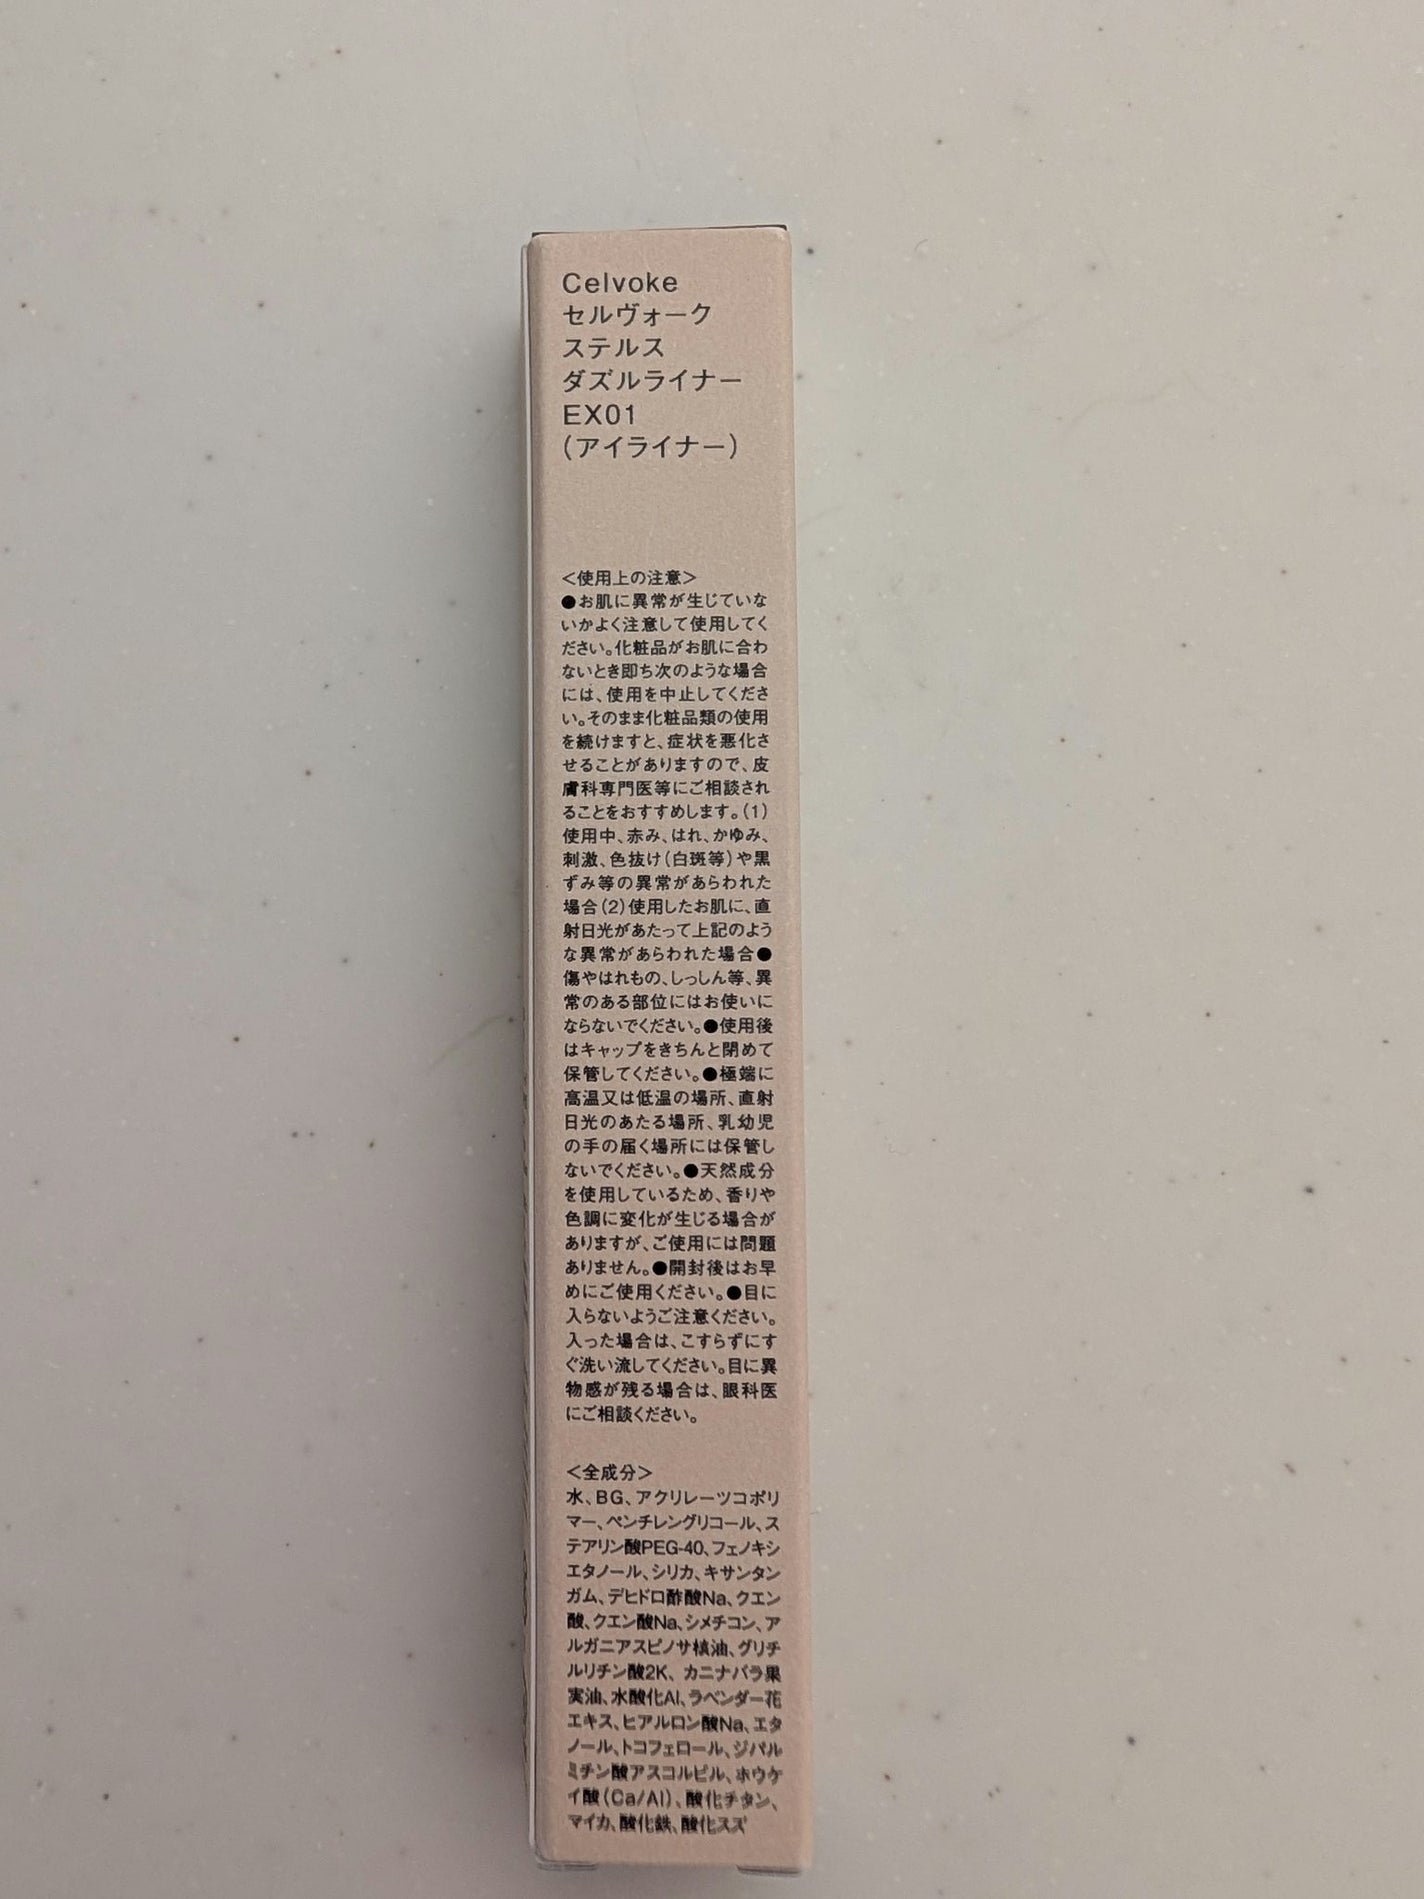 Celvoke
セルヴォーク
ステルス
ダズルライナー
EX01
(アイライナー)
＜使用上の注意＞
●お肌に異常が生じていな
いかよく注意して使用してく
ださい。化粧品がお肌に合わ
ないとき即ち次のような場合
には、使用を中止してくださ
い。そのまま化粧品類の使用
を続けますと、症状を悪化さ
せることがありますので、皮
膚科専門医等にご相談され
ることをおすすめします。(1)
使用中、赤み、はれ、かゆみ、
刺激、色抜け(白斑等)や黒
ずみ等の異常があらわれた
場合(2)使用したお肌に、直
射日光があたって上記のよう
な異常があらわれた場合●
傷やはれもの、しっしん等、異
常のある部位にはお使いに
ならないでください。●使用後
はキャップをきちんと閉めて
保管してください。●極端に
高温又は低温の場所、直射
日光のあたる場所、乳幼児
の手の届く場所には保管し
ないでください。●天然成分
を使用しているため、香りや
色調に変化が生じる場合が
ありますが、ご使用には問題
ありません。●開封後はお早
めにご使用ください。●目に
入らないようご注意ください。
入った場合は、こすらずにす
ぐ洗い流してください。目に異
物感が残る場合は、眼科医
にご相談ください。
＜全成分＞
水、BG、アクリレーツコポリ
マー、ペンチレングリコール、ス
テアリン酸PEG-40、フェノキシ
エタノール、シリカ、キサンタン
ガム、デヒドロ酢酸Na、クエン
酸、クエン酸Na、シメチコン、ア
ルガニアスピノサ核油、グリチ
ルリチン酸2K、カニナバラ果
実油、水酸化Al、ラベンダー花
エキス、ヒアルロン酸Na、エタ
ノール、トコフェロール、ジパル
ミチン酸アスコルビル、ホウケ
イ酸(Ca/Al)、酸化チタン、
マイカ、酸化鉄、酸化スズ